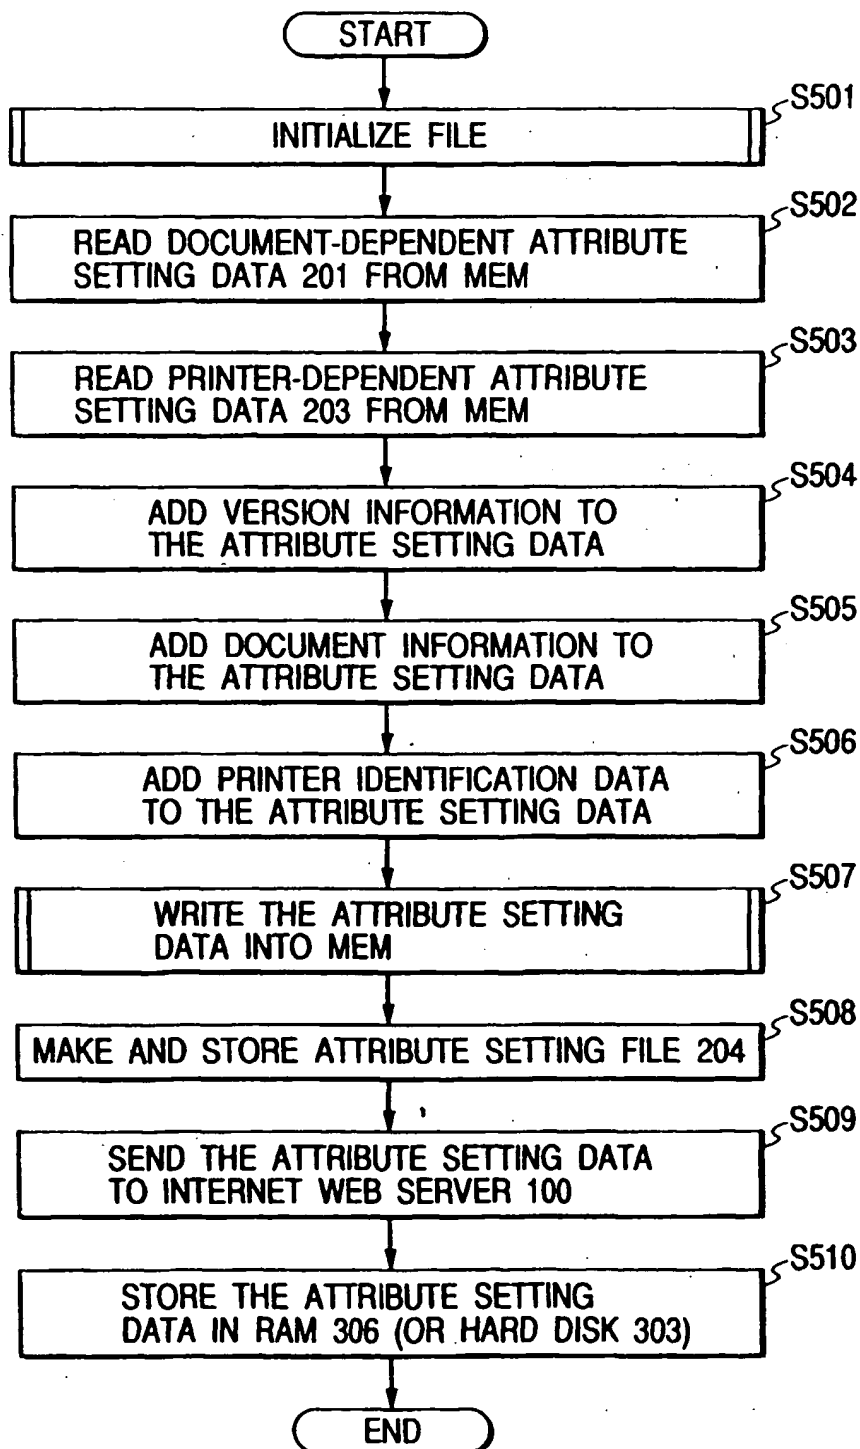 START
S501
INITIALIZE FILE
S502
READ DOCUMENT-DEPENDENT ATTRIBUTE
SETTING DATA 201 FROM MEM
S503
READ PRINTER-DEPENDENT ATTRIBUTE
SETTING DATA 203 FROM MEM
S504
ADD VERSION INFORMATION TO
THE ATTRIBUTE SETTING DATA
S505
ADD DOCUMENT INFORMATION TO
THE ATTRIBUTE SETTING DATA
S506
ADD PRINTER IDENTIFICATION DATA
TO THE ATTRIBUTE SETTING DATA
S507
WRITE THE ATTRIBUTE SETTING
DATA INTO MEM
S508
MAKE AND STORE ATTRIBUTE SETTING FILE 204
S509
SEND THE ATTRIBUTE SETTING DATA
TO INTERNET WEB SERVER 100
S510
STORE THE ATTRIBUTE SETTING
DATA IN RAM 306 (OR HARD DISK 303)
END